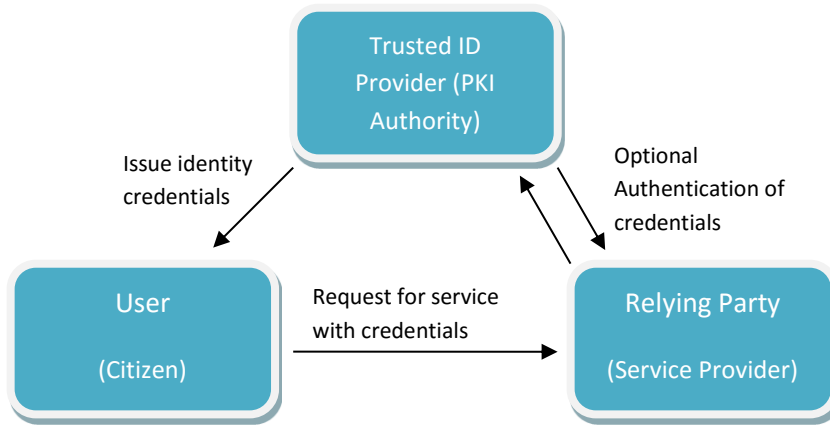 Trusted ID
Provider (PKI
Authority)
Issue identity
credentials
Optional
Authentication of
credentials
User
(Citizen)
Request for service
with credentials
Relying Party
(Service Provider)